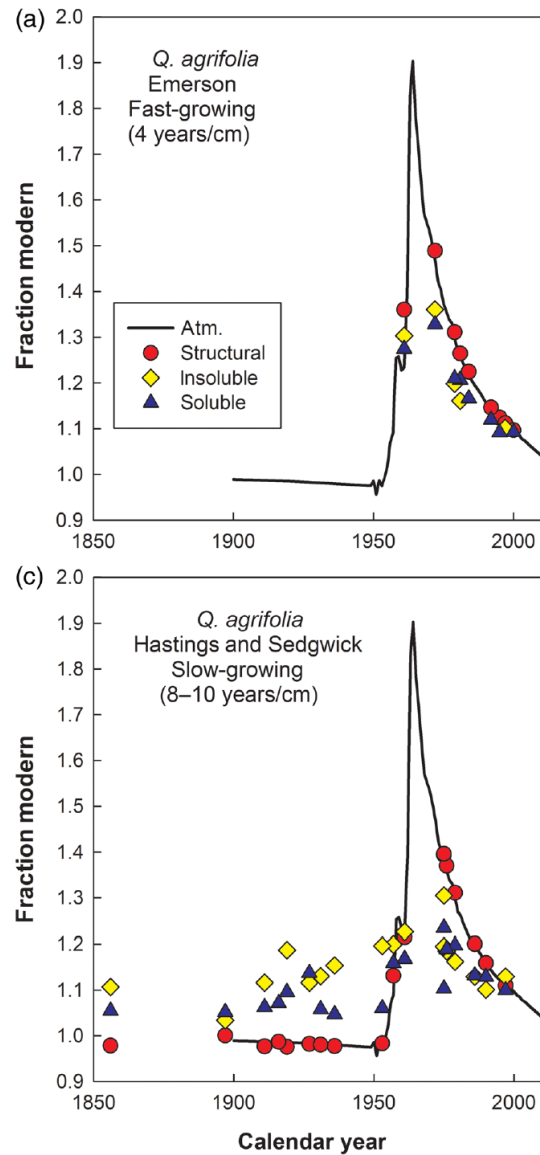 (a)
Q. agrifolia
Emerson
Fast-growing
(4 years/cm)
Fraction modern
2.0
1.9
1.8
1.7
1.6
1.5
1.4
1.3
1.2
1.1
1.0
0.9
Atm.
Structural
Insoluble
Soluble
1850
1900
1950
2000
(c)
Q. agrifolia
Hastings and Sedgwick
Slow-growing
(8–10 years/cm)
Fraction modern
2.0
1.9
1.8
1.7
1.6
1.5
1.4
1.3
1.2
1.1
1.0
0.9
1850
1900
1950
2000
Calendar year